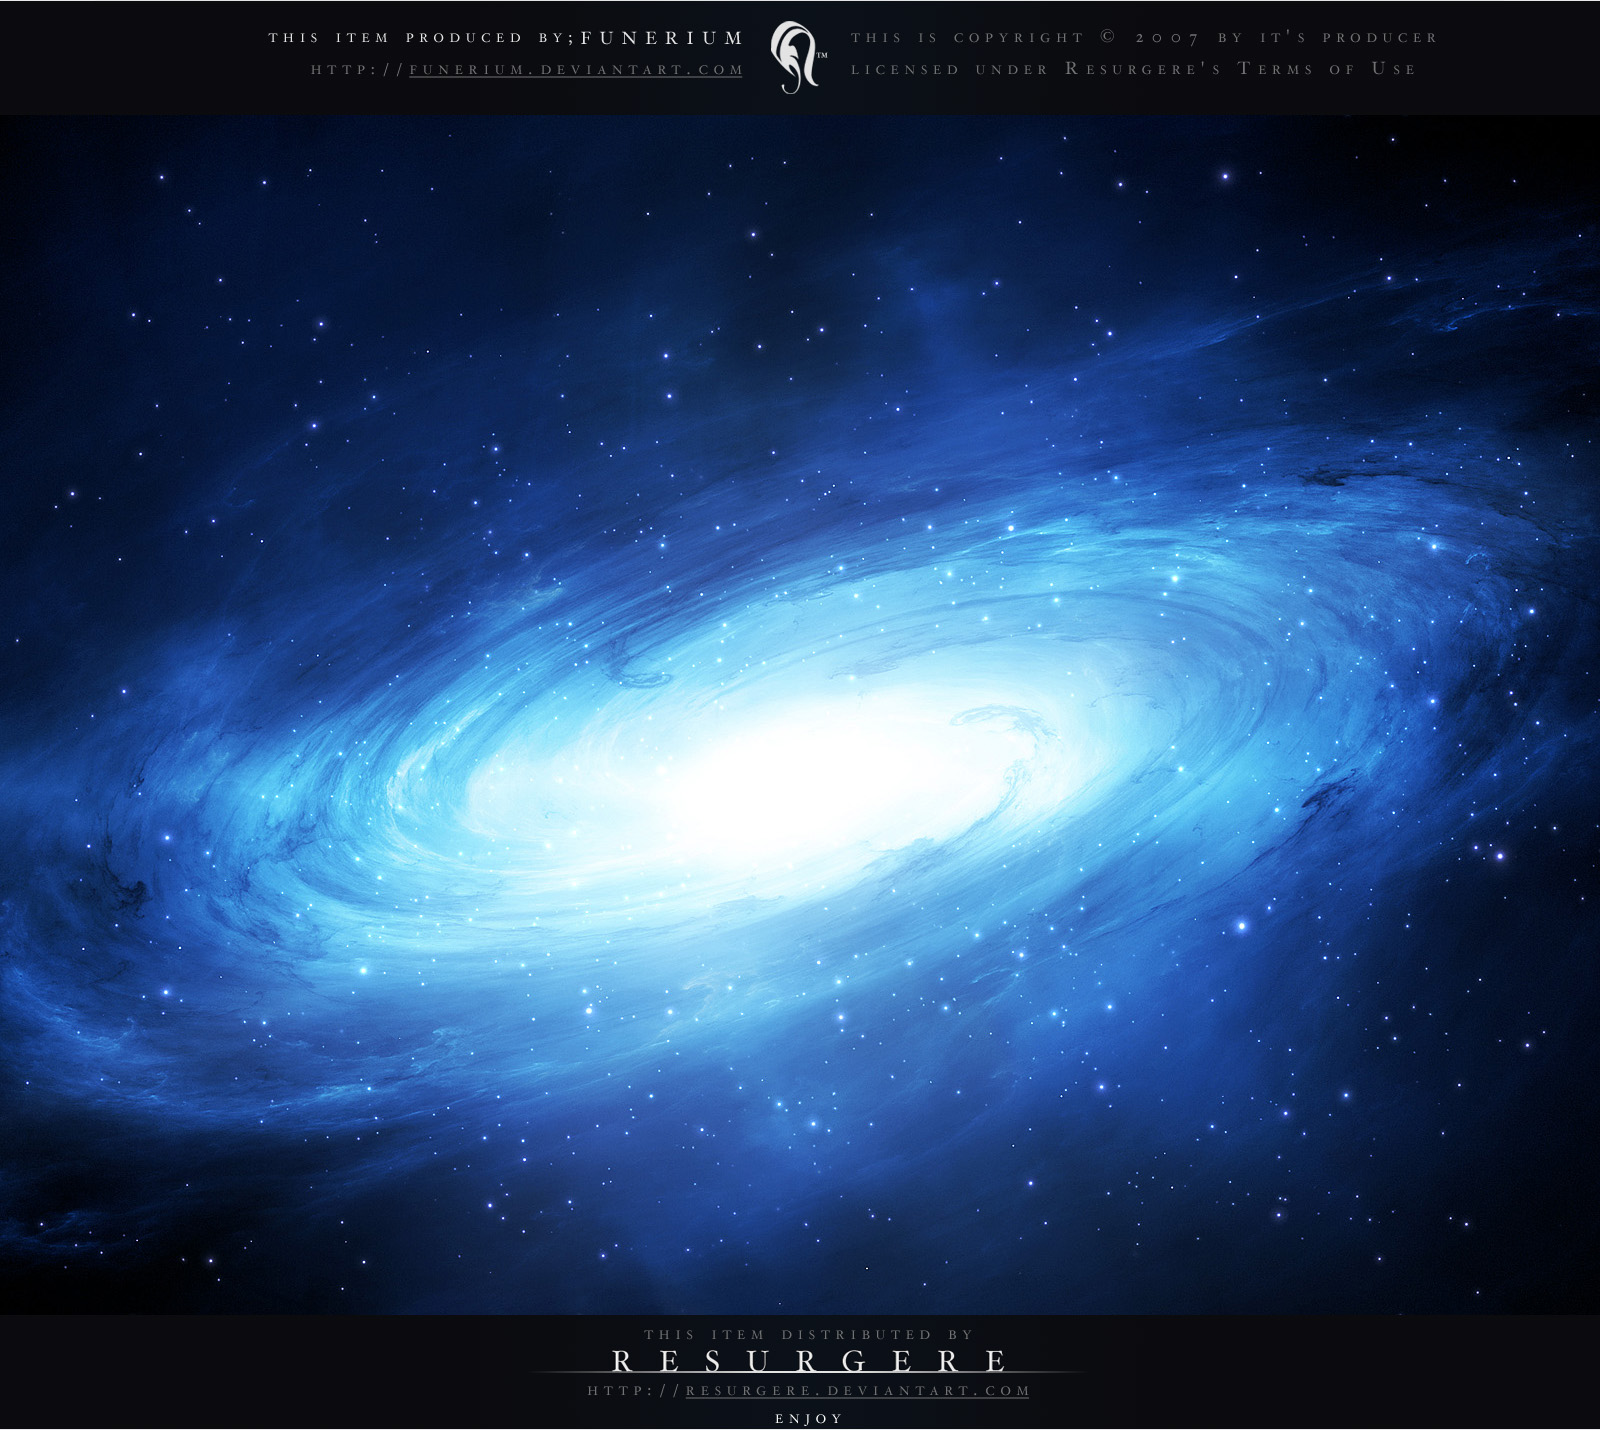 THIS ITEM PRODUCED BY;FUNERIUM
HTTP://FUNERIUM.DEVIANTART.COM
TM
THIS IS COPYRIGHT © 2007 BY IT'S PRODUCER
LICENSED UNDER RESURGERE'S TERMS OF USE
THIS ITEM DISTRIBUTED BY
RESURGERE
HTTP://RESURGERE.DEVIANTART.COM
ENJOY